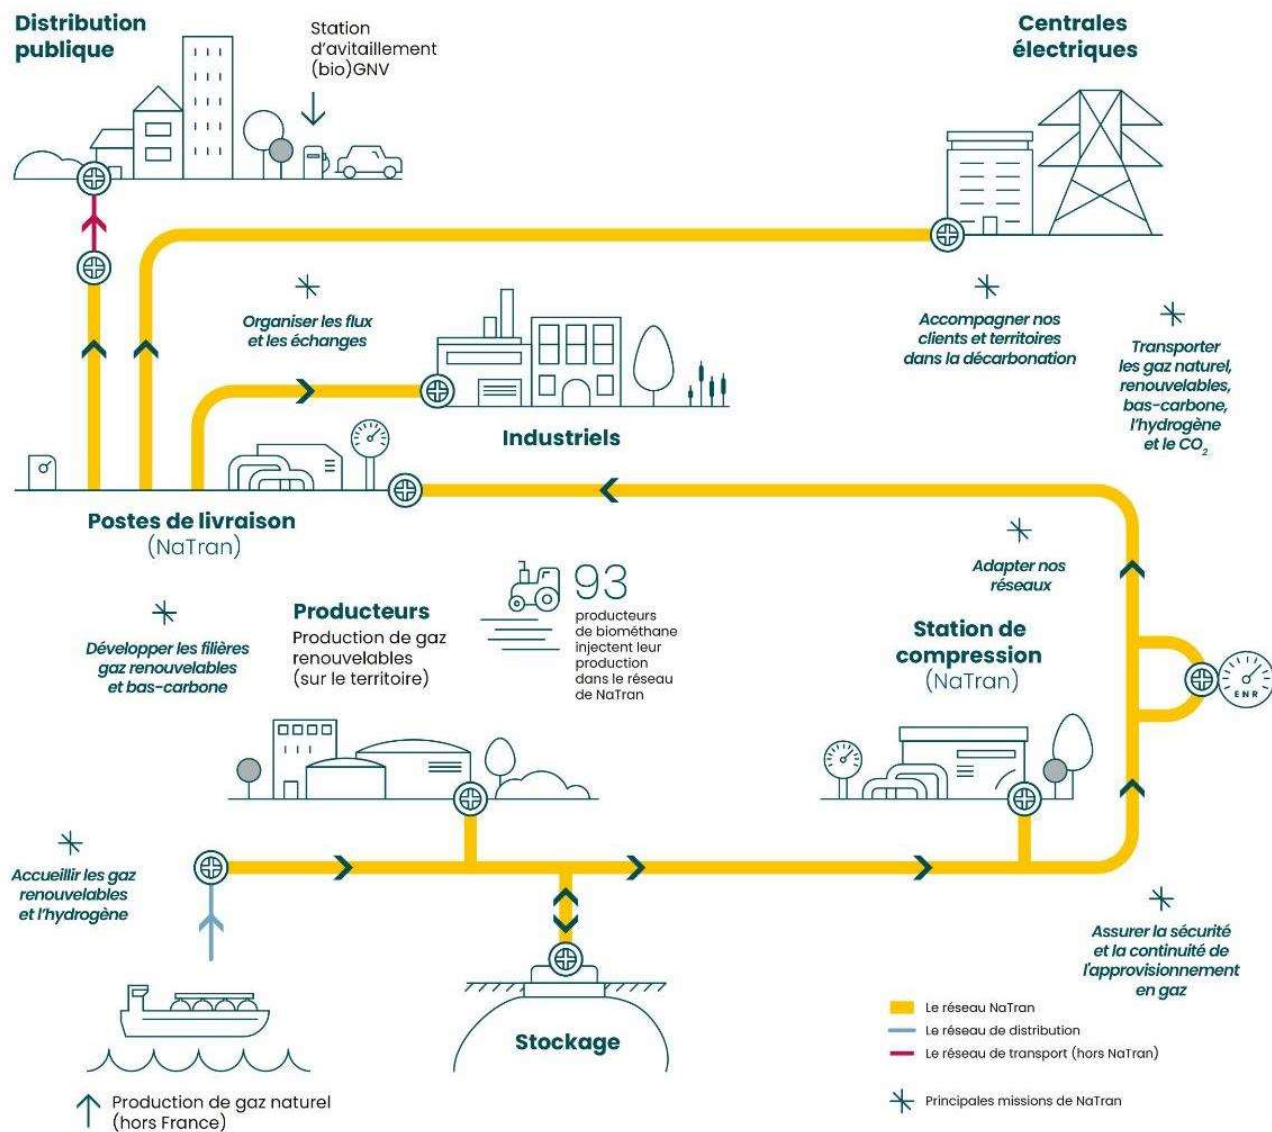 Distribution
publique
Station
d'avitaillement
(bio)GNV
Centrales
électriques
Organiser les flux
et les échanges
Accompagner nos
clients et territoires
dans la décarbonation
Transporter
les gaz naturel,
renouvelables,
bas-carbone,
l'hydrogène
et le CO₂
Industriels
Postes de livraison
(NaTran)
Adapter nos
réseaux
Développer les filières
gaz renouvelables
et bas-carbone
Producteurs
Production de gaz
renouvelables
(sur le territoire)
93
producteurs
de biométhane
injectent leur
production
dans le réseau
de NaTran
Station de
compression
(NaTran)
ENR
Accueillir les gaz
renouvelables
et l'hydrogène
Assurer la sécurité
et la continuité de
l'approvisionnement
en gaz
Stockage
Production de gaz naturel
(hors France)
Le réseau NaTran
Le réseau de distribution
Le réseau de transport (hors NaTran)
Principales missions de NaTran